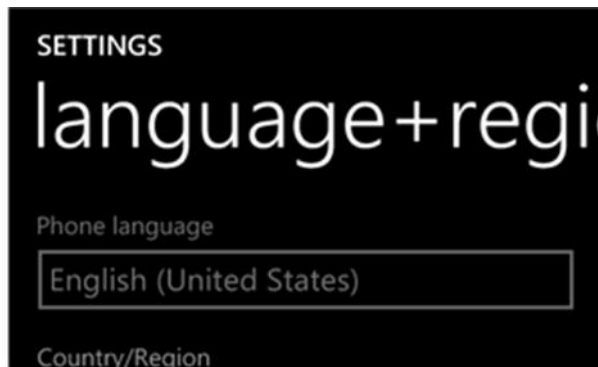 SETTINGS
language+regi
Phone language
English (United States)
Country/Region